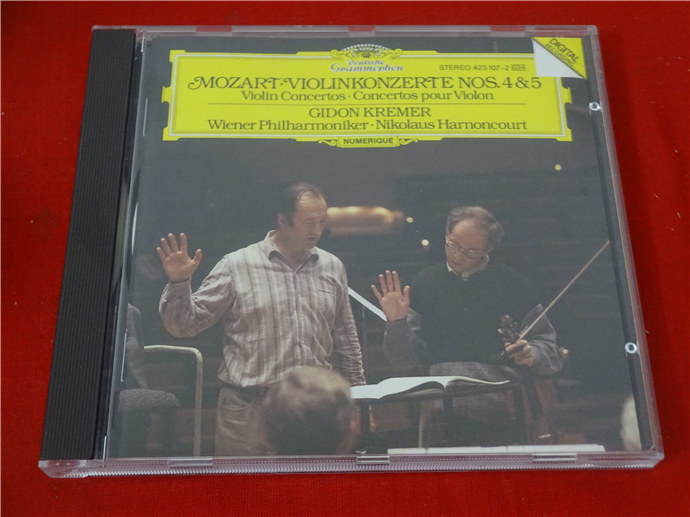 Deutsche
Grammophon
STEREO 423 107-2
DIGITAL
MOZART·VIOLINKONZERTE NOS. 4 & 5
Violin Concertos · Concertos pour Violon
GIDON KREMER
Wiener Philharmoniker · Nikolaus Harnoncourt
NUMERIQUE